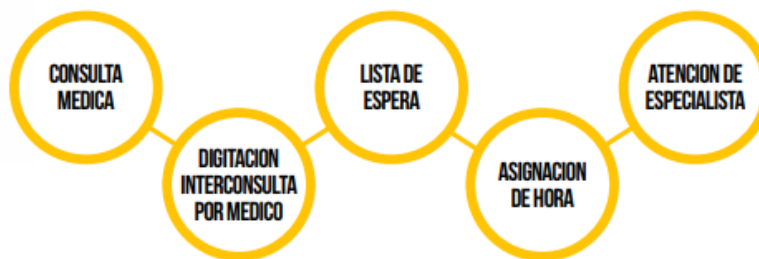 CONSULTA
MEDICA
DIGITACION
INTERCONSULTA
POR MEDICO
LISTA DE
ESPERA
ASIGNACION
DE HORA
ATENCION DE
ESPECIALISTA